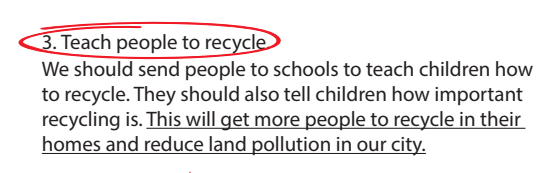 3. Teach people to recycle
We should send people to schools to teach children how
to recycle. They should also tell children how important
recycling is. This will get more people to recycle in their
homes and reduce land pollution in our city.